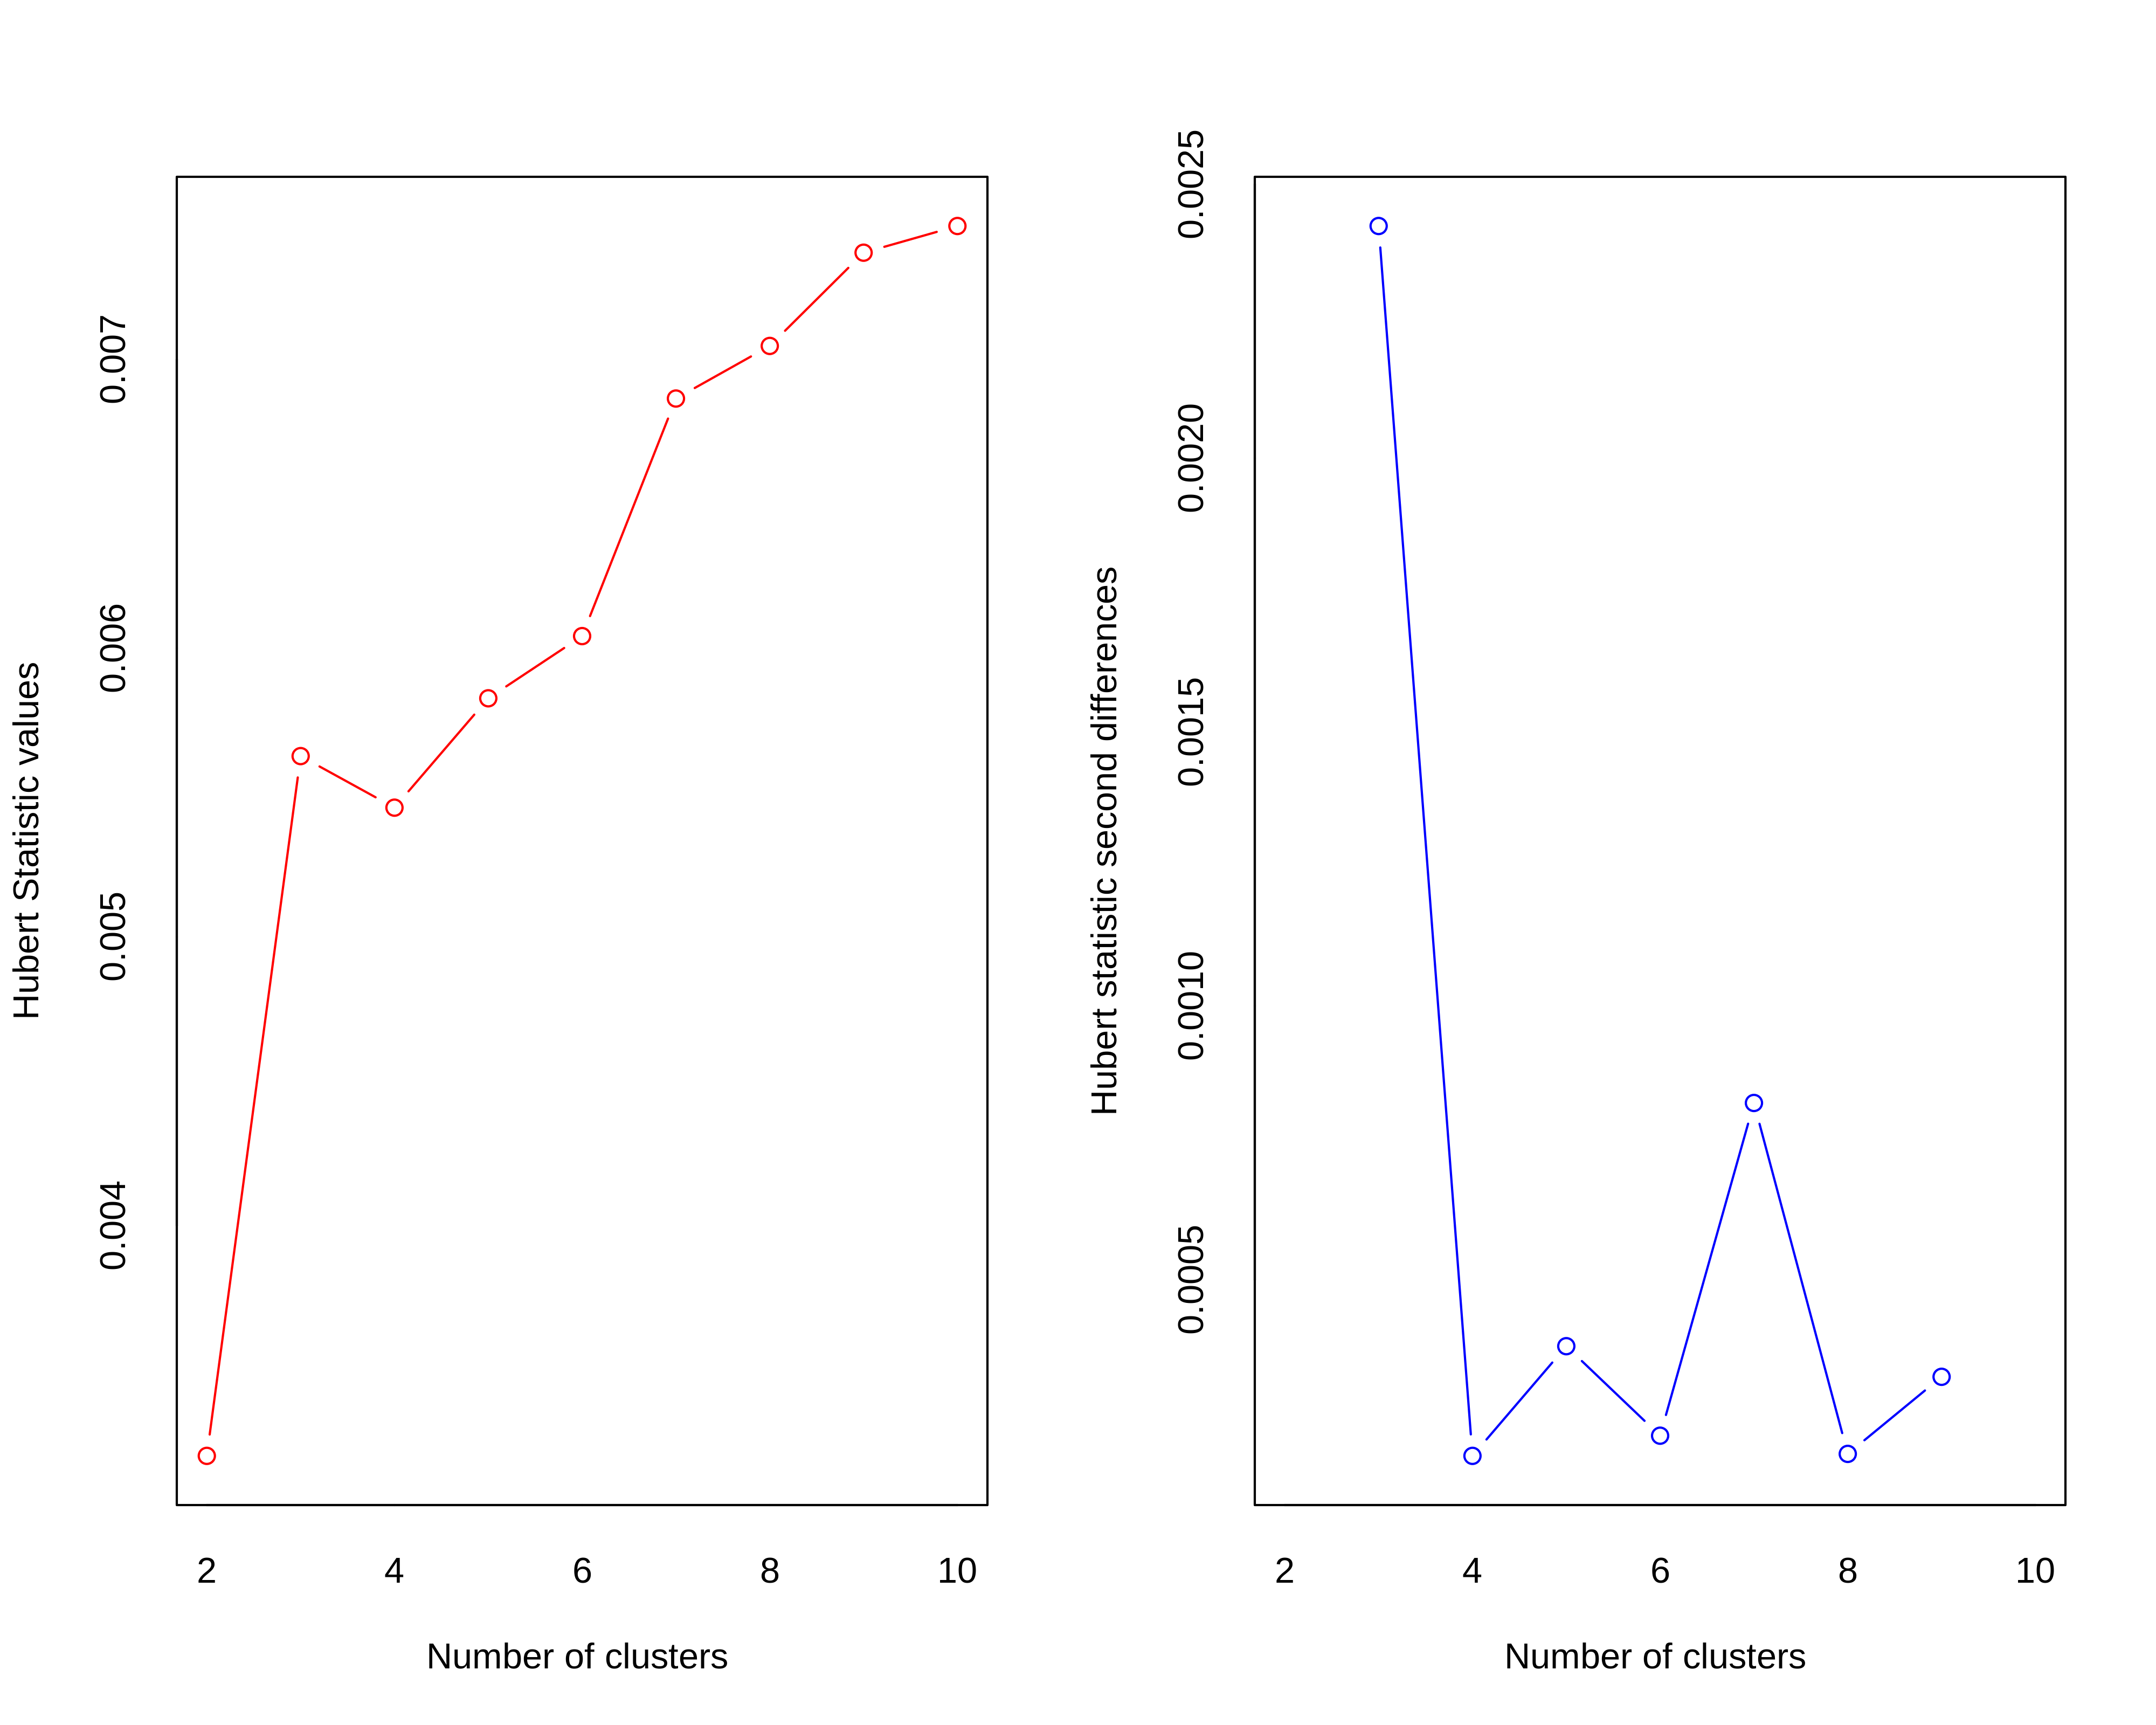 Hubert Statistic values
0.007
0.006
0.005
0.004
2 4 6 8 10
Number of clusters
Hubert statistic second differences
0.0025
0.0020
0.0015
0.0010
0.0005
2 4 6 8 10
Number of clusters